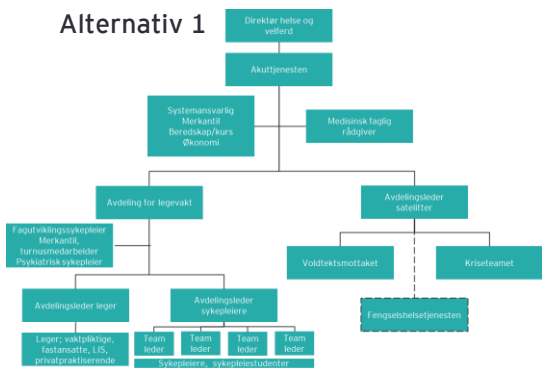 Alternativ 1
Direktør helse og
velferd
Akuttjenesten
Systemansvarlig
Merkantil
Beredskap/kurs
Økonomi
Medisinsk faglig
rådgiver
Avdeling for legevakt
Avdelingsleder
satelitter
Fagutviklingssykepleier
Merkantil,
turnusmedarbeider
Psykiatrisk sykepleier
Voldtektsmottaket
Kriseteamet
Avdelingsleder leger
Avdelingsleder
sykepleiere
Fengselshelsetjenesten
Leger; vaktpliktige,
fastansatte, LIS,
privatpraktiserende
Team
leder
Team
leder
Team
leder
Team
leder
Sykepleiere, sykepleiestudenter